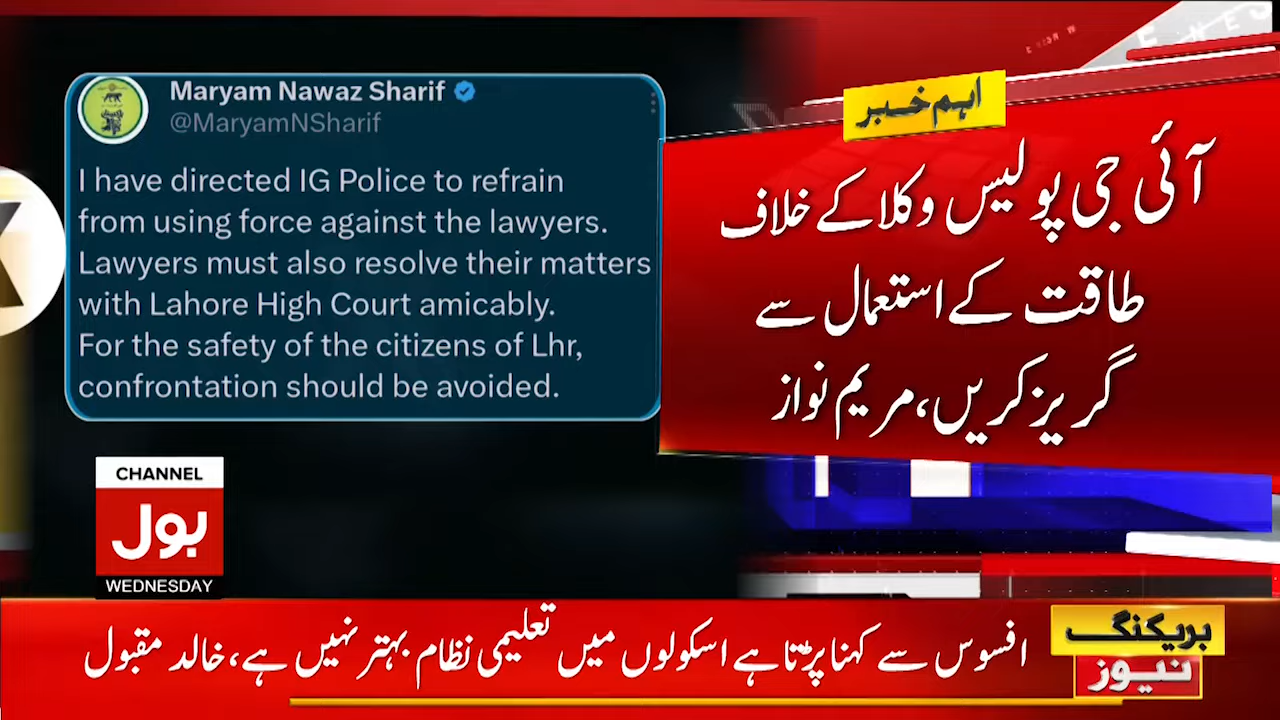 Maryam Nawaz Sharif
@MaryamNSharif
I have directed IG Police to refrain
from using force against the lawyers.
Lawyers must also resolve their matters
with Lahore High Court amicably.
For the safety of the citizens of Lhr,
confrontation should be avoided.
اہم خبر
آئی جی پولیس وکلا کے خلاف
طاقت کے استعمال سے
گریز کریں، مریم نواز
CHANNEL
بول
WEDNESDAY
بریکنگ
نیوز
افسوس سے کہنا پڑتا ہے اسکولوں میں تعلیمی نظام بہتر نہیں ہے، خالد مقبول